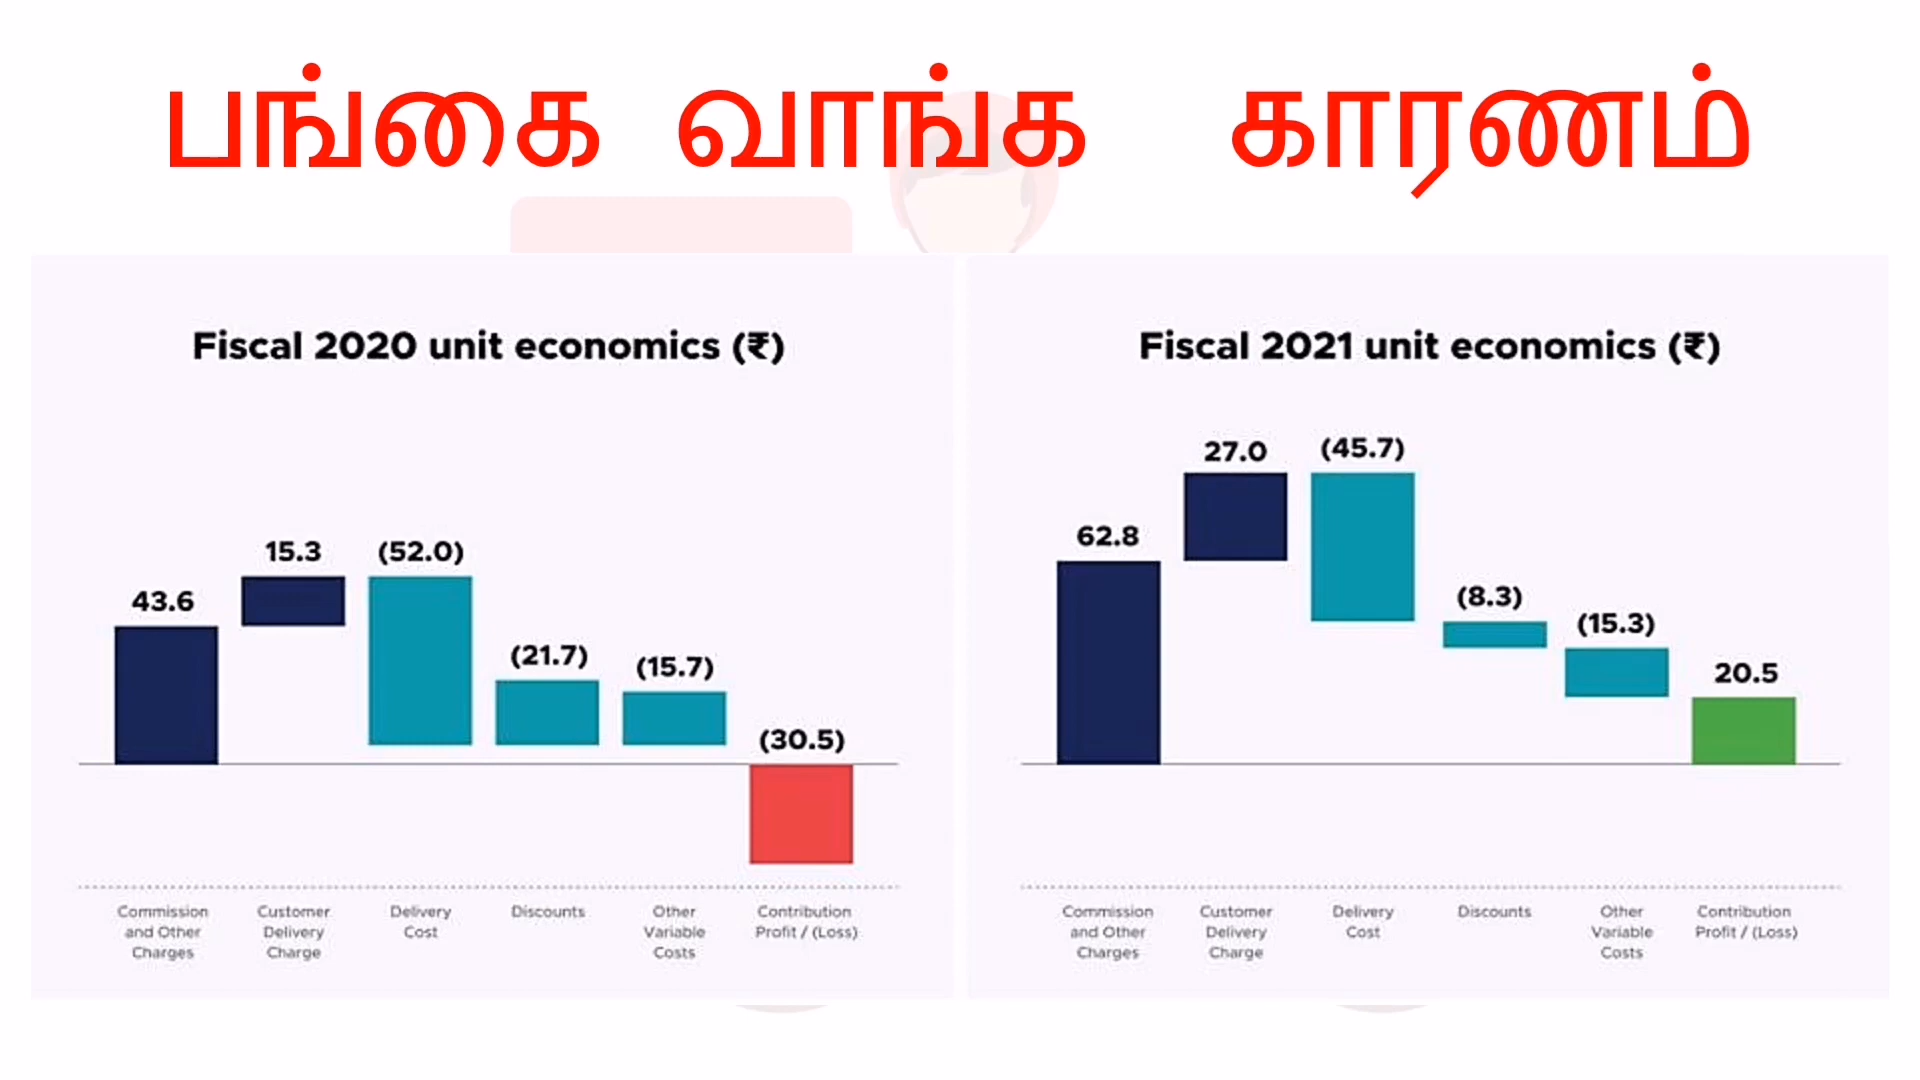 பங்கை வாங்க காரணம்
Fiscal 2020 unit economics (₹)
43.6
15.3
(52.0)
(21.7)
(15.7)
(30.5)
Commission
and Other
Charges
Customer
Delivery
Charge
Delivery
Cost
Discounts
Other
Variable
Costs
Contribution
Profit / (Loss)
Fiscal 2021 unit economics (₹)
62.8
27.0
(45.7)
(8.3)
(15.3)
20.5
Commission
and Other
Charges
Customer
Delivery
Charge
Delivery
Cost
Discounts
Other
Variable
Costs
Contribution
Profit / (Loss)